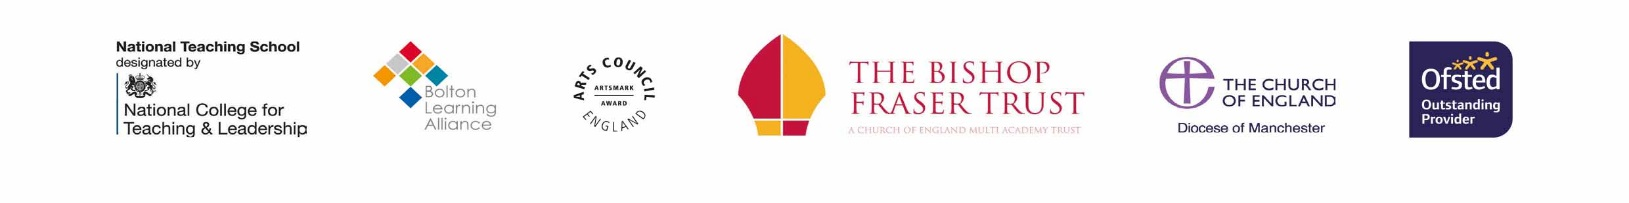 National Teaching School
designated by
National College for
Teaching & Leadership
Bolton
Learning
Alliance
ARTS COUNCIL
ARTSMARK
AWARD
ENGLAND
THE BISHOP
FRASER TRUST
A CHURCH OF ENGLAND MULTI ACADEMY TRUST
THE CHURCH
OF ENGLAND
Diocese of Manchester
Ofsted
Outstanding
Provider